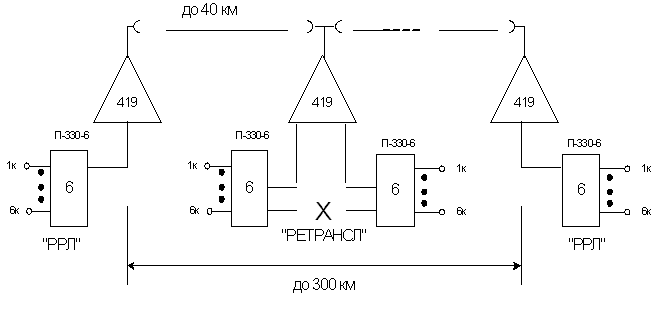 до 40 км
419
419
419
П-330-6
П-330-6
П-330-6
П-330-6
1к
6
6к
"РРЛ"
1к
6
6к
X
"РЕТРАНСЛ"
6
1к
6к
6
1к
6к
"РРЛ"
до 300 км